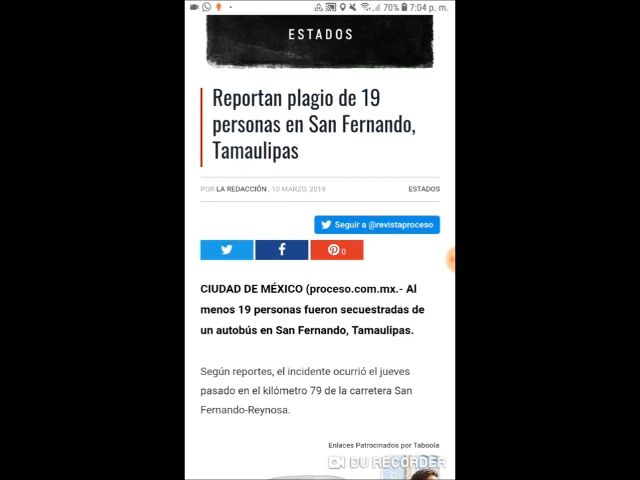 70% 7:04 p. m.
ESTADOS
Reportan plagio de 19
personas en San Fernando,
Tamaulipas
POR LA REDACCIÓN , 10 MARZO, 2019 ESTADOS
Seguir a @revistaproceso
0
CIUDAD DE MÉXICO (proceso.com.mx.- Al
menos 19 personas fueron secuestradas de
un autobús en San Fernando, Tamaulipas.
Según reportes, el incidente ocurrió el jueves
pasado en el kilómetro 79 de la carretera San
Fernando-Reynosa.
Enlaces Patrocinados por Taboola
DU RECORDER